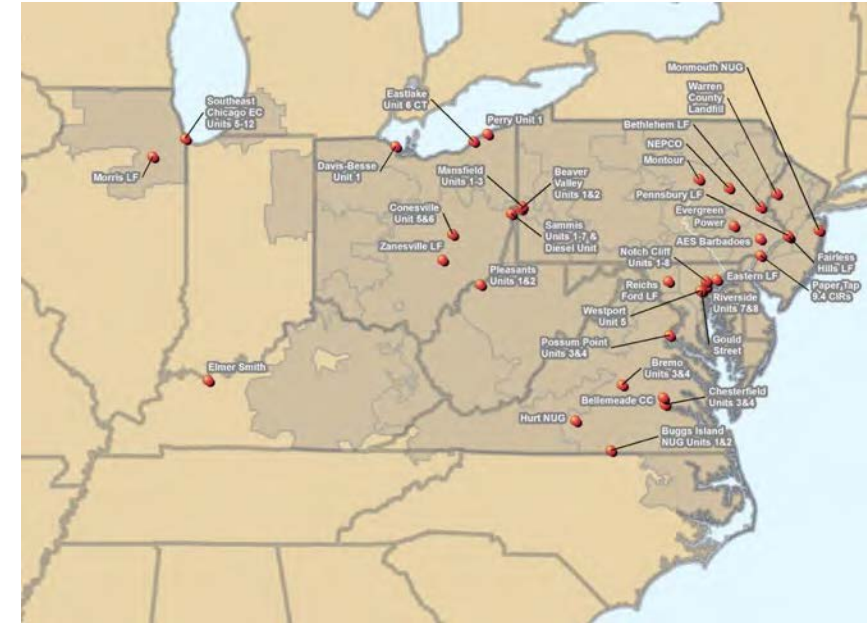 Monmouth NUG
Warren
County
Landfill
Bethlehem LF
NEPCO
Montour
Pennsbury LF
Evergreen
Power
AES Barbadoes
Fairless
Hills LF
Paper Tap
9.4 CIRs
Southeast
Chicago EC
Units 5-12
Morris LF
Eastlake
Unit 6 CT
Perry Unit 1
Davis-Besse
Unit 1
Mansfield
Units 1-3
Beaver
Valley
Units 1&2
Conesville
Unit 5&6
Zanesville LF
Sammis
Units 1-7 &
Diesel Unit
Pleasants
Units 1&2
Notch Cliff
Units 1-8
Eastern LF
Reichs
Ford LF
Riverside
Units 7&8
Westport
Unit 5
Gould
Street
Possum Point
Units 3&4
Elmer Smith
Bremo
Units 3&4
Bellemeade CC
Chesterfield
Units 3&4
Hurt NUG
Buggs Island
NUG Units 1&2